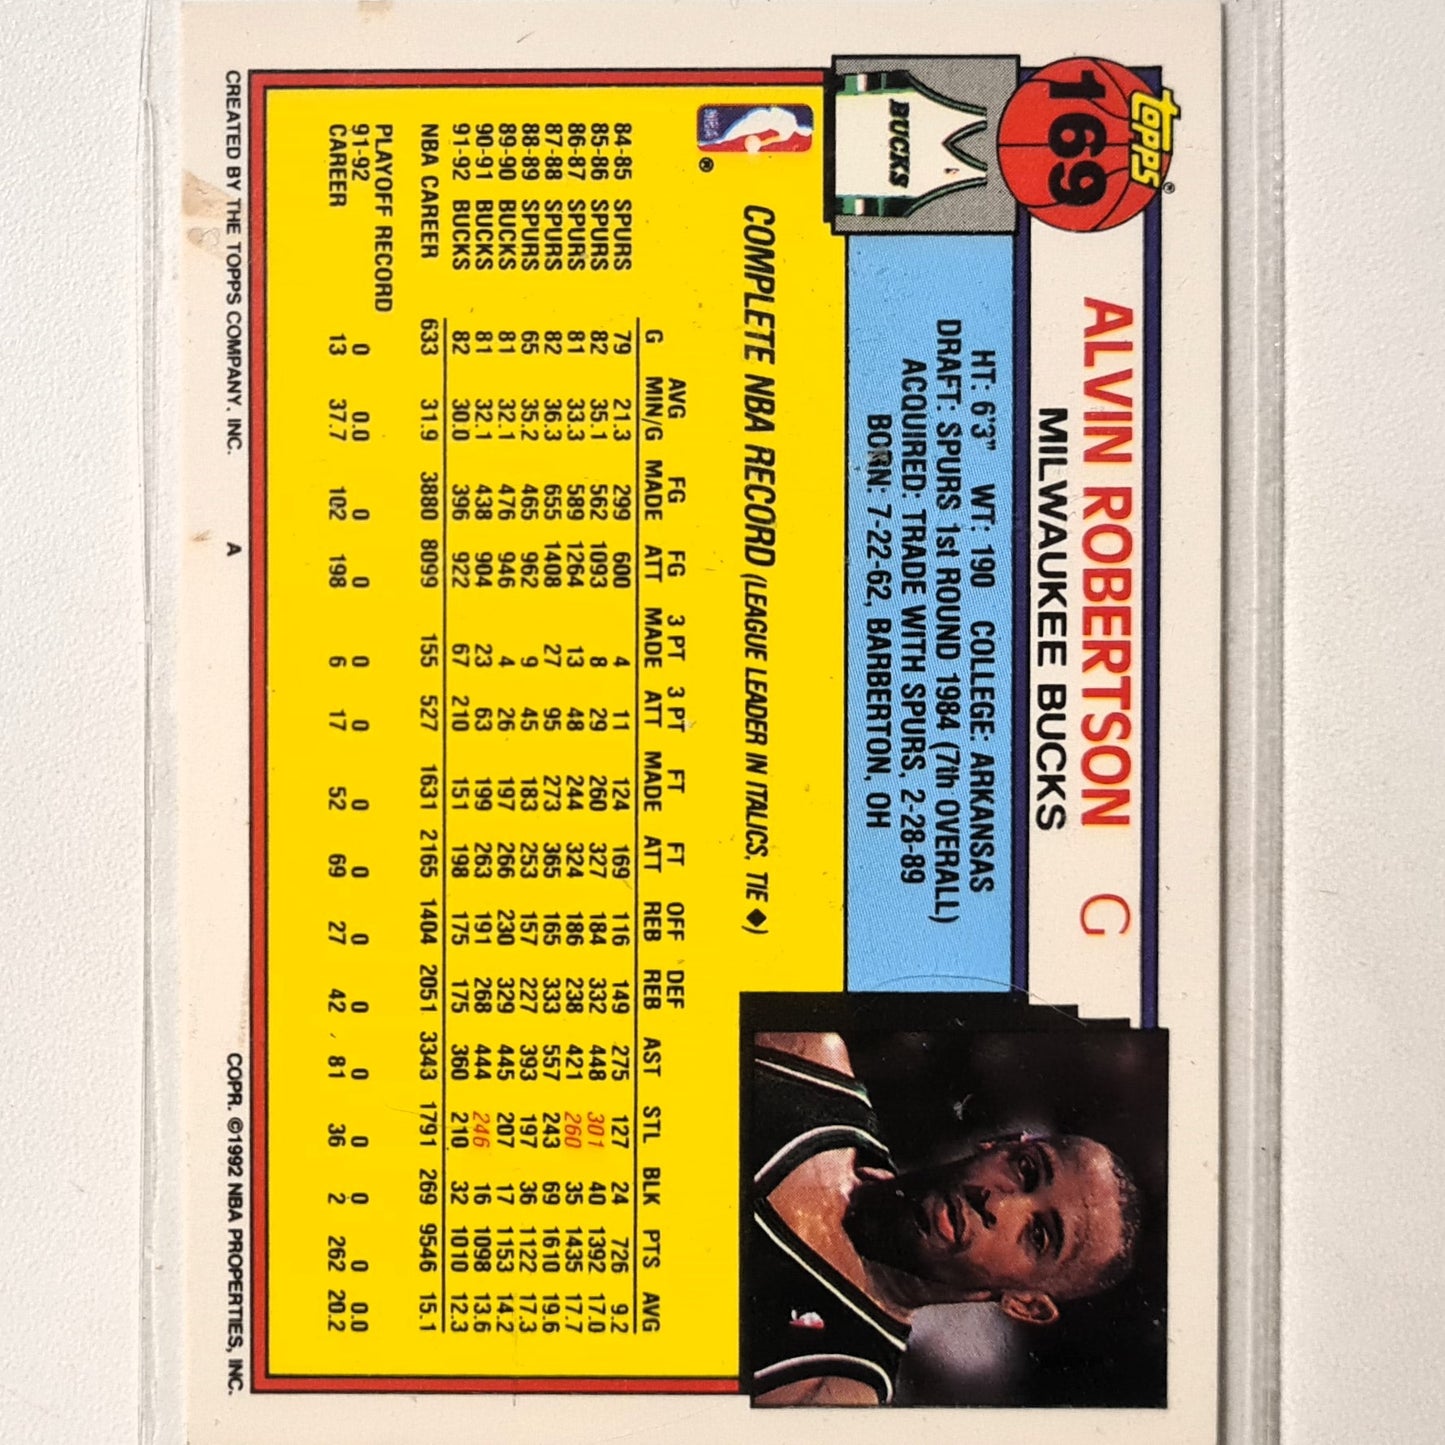 topps®
169
ALVIN ROBERTSON G
MILWAUKEE BUCKS
BUCKS
HT: 6'3" WT: 190 COLLEGE: ARKANSAS
DRAFT: SPURS 1st ROUND 1984 (7th OVERALL)
ACQUIRED: TRADE WITH SPURS, 2-28-89
BORN: 7-22-62, BARBERTON, OH
NBA ®
COMPLETE NBA RECORD (LEAGUE LEADER IN ITALICS, TIE ◆)
AVG FG FG 3 PT 3 PT FT FT OFF DEF
G MIN/G MADE ATT MADE ATT MADE ATT REB REB AST STL BLK PTS AVG
84-85 SPURS 79 21.3 299 600 4 11 124 169 116 149 275 127 24 726 9.2
85-86 SPURS 82 35.1 562 1093 8 29 260 327 184 332 448 301 40 1392 17.0
86-87 SPURS 81 33.3 589 1264 13 48 244 324 186 238 421 260 35 1435 17.7
87-88 SPURS 82 36.3 655 1408 27 95 273 365 165 333 557 243 69 1610 19.6
88-89 SPURS 65 35.2 465 962 9 45 183 253 157 227 393 197 36 1122 17.3
89-90 BUCKS 81 32.1 476 946 4 26 197 266 230 329 445 207 17 1153 14.2
90-91 BUCKS 81 32.1 438 904 23 63 199 263 191 268 444 246 16 1098 13.6
91-92 BUCKS 82 30.0 396 922 67 210 151 198 175 175 360 210 32 1010 12.3
NBA CAREER 633 31.9 3880 8099 155 527 1631 2165 1404 2051 3343 1791 269 9546 15.1
PLAYOFF RECORD
91-92 0 0.0 0 0 0 0 0 0 0 0 0 0 0 0 0.0
CAREER 13 37.7 102 198 6 17 52 69 27 42 81 36 2 262 20.2
CREATED BY THE TOPPS COMPANY, INC. A COPR. ©1992 NBA PROPERTIES, INC.